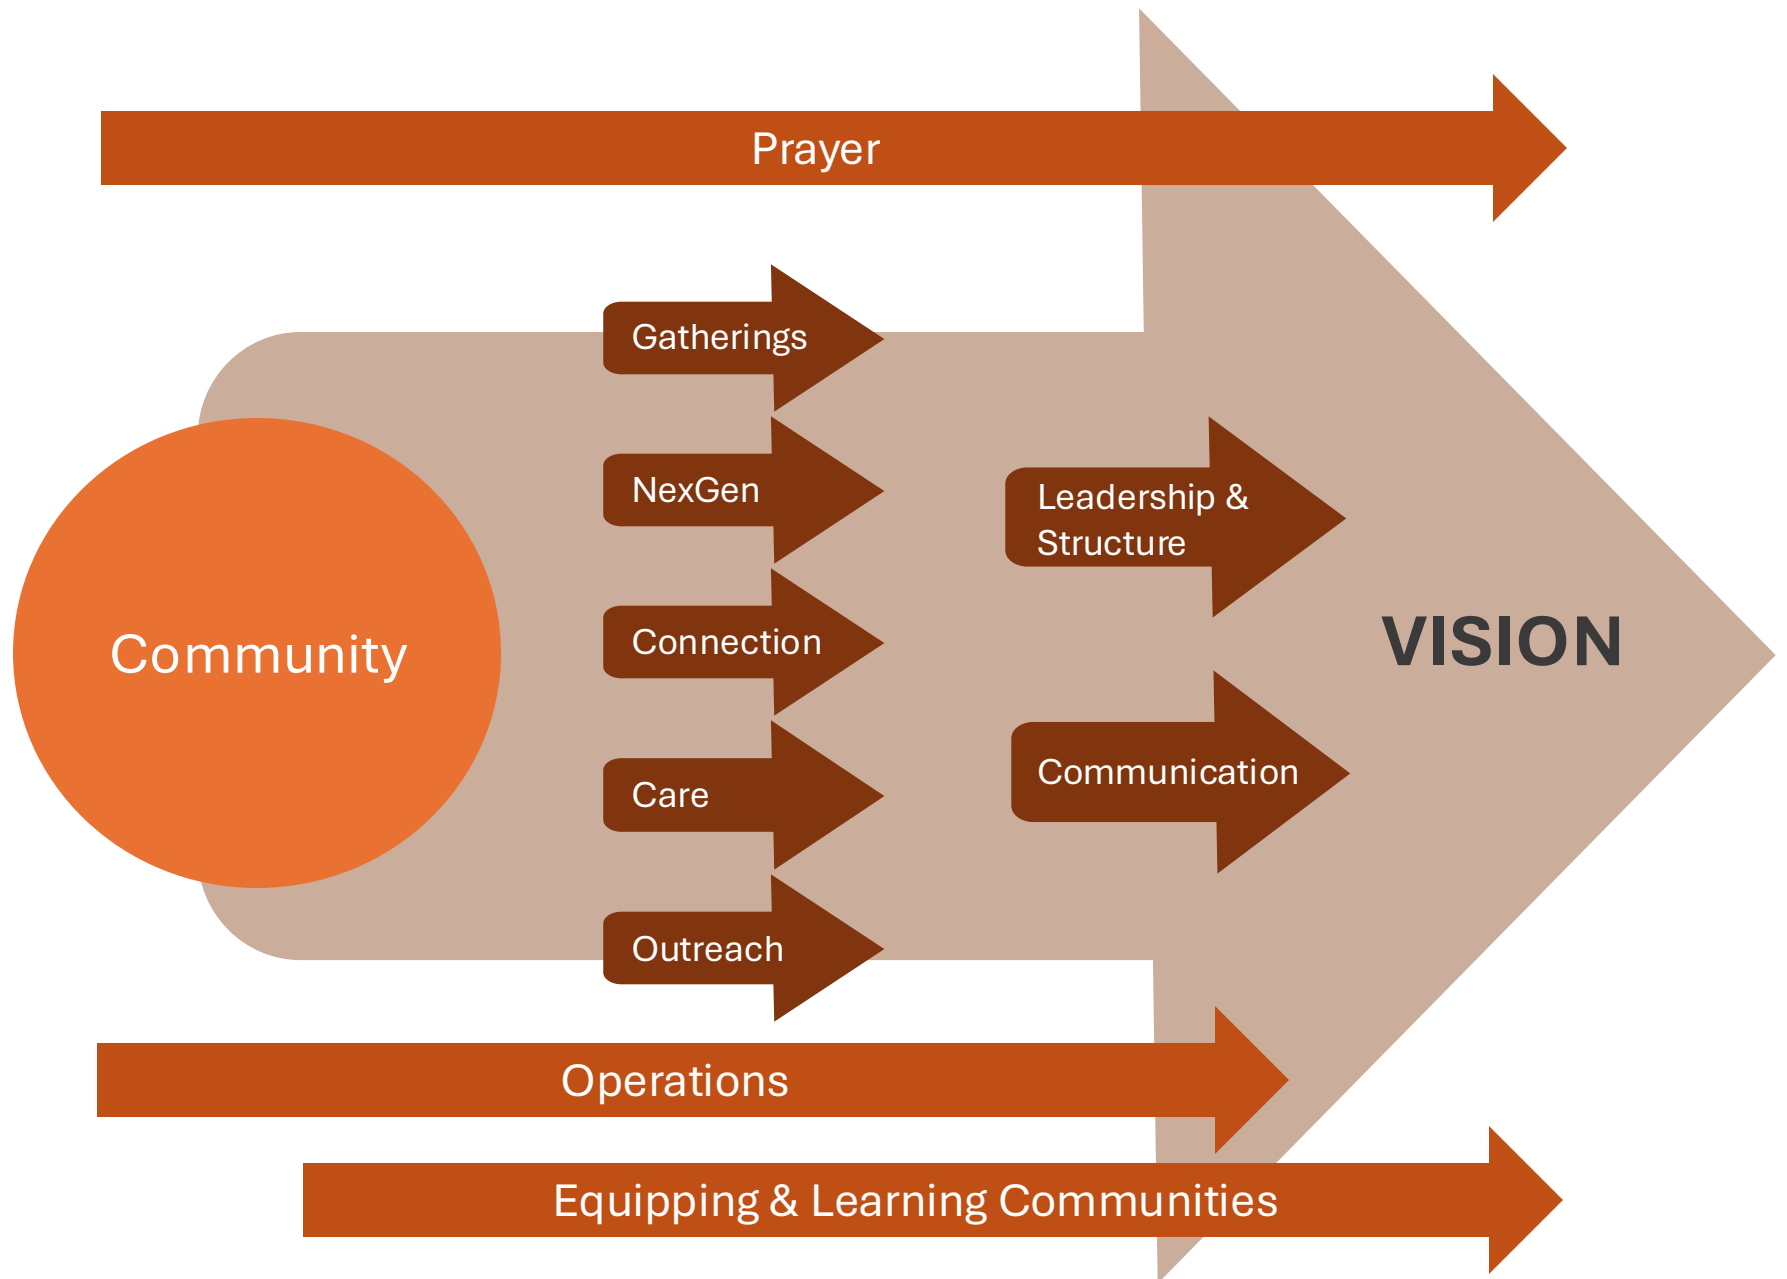 Prayer
Gatherings
NexGen
Connection
Care
Outreach
Community
Leadership &
Structure
Communication
VISION
Operations
Equipping & Learning Communities